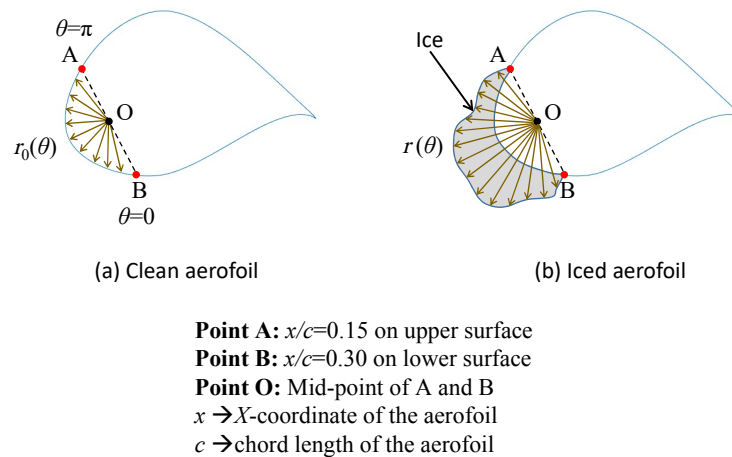 θ=π
A
O
r₀(θ)
B
θ=0
(a) Clean aerofoil
Ice
A
O
r (θ)
B
(b) Iced aerofoil
Point A: x/c=0.15 on upper surface
Point B: x/c=0.30 on lower surface
Point O: Mid-point of A and B
x →X-coordinate of the aerofoil
c →chord length of the aerofoil